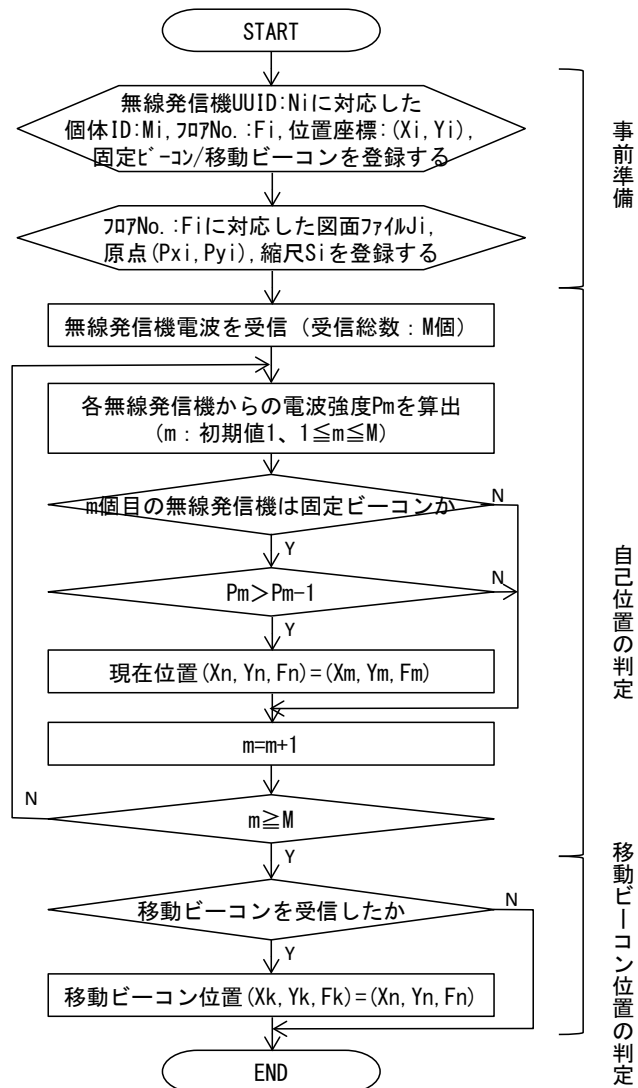 START
無線発信機UUID:Niに対応した
個体ID:Mi,ﾌﾛｱNo.:Fi,位置座標:(Xi,Yi),
固定ﾋﾞｰｺﾝ/移動ビーコンを登録する
ﾌﾛｱNo.:Fiに対応した図面ﾌｧｲﾙJi,
原点(Pxi,Pyi),縮尺Siを登録する
事前準備
無線発信機電波を受信（受信総数：M個）
各無線発信機からの電波強度Pmを算出
(m：初期値1、1≦m≦M)
m個目の無線発信機は固定ビーコンか
N
Y
Pm＞Pm-1
N
Y
現在位置(Xn,Yn,Fn)=(Xm,Ym,Fm)
m=m+1
N
m≧M
Y
自己位置の判定
移動ビーコンを受信したか
N
Y
移動ビーコン位置(Xk,Yk,Fk)=(Xn,Yn,Fn)
END
移動ビーコン位置の判定